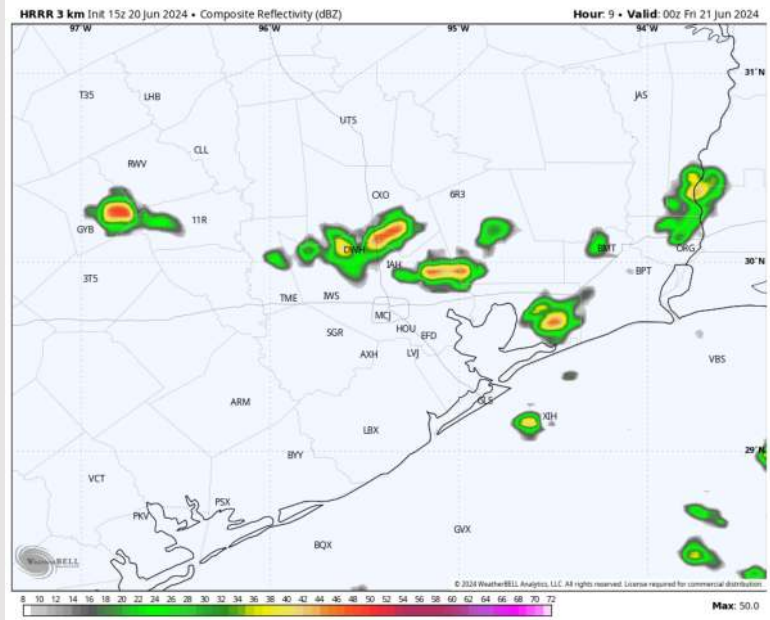 HRRR 3 km Init 15z 20 Jun 2024 • Composite Reflectivity (dBZ) Hour: 9 • Valid: 00z Fri 21 Jun 2024
97°W 96°W 95°W 94°W
31°N
T35 LHB JAS
UTS
CLL
RWV
CXO 6R3
11R
GYB DWH BMT ORG
30°N
IAH
3T5 BPT
TME IWS
MCJ
SGR HOU EFD
AXH LVJ VBS
ARM GLS
XIH
LBX
29°N
BYY
VCT
PSX
PKV
GVX
BQX
WeatherBELL
© 2024 WeatherBELL Analytics, LLC. All rights reserved. License required for commercial distribution.
8 10 12 14 16 18 20 22 24 26 28 30 32 34 36 38 40 42 44 46 48 50 52 54 56 58 60 62 64 66 68 70 72 Max: 50.0